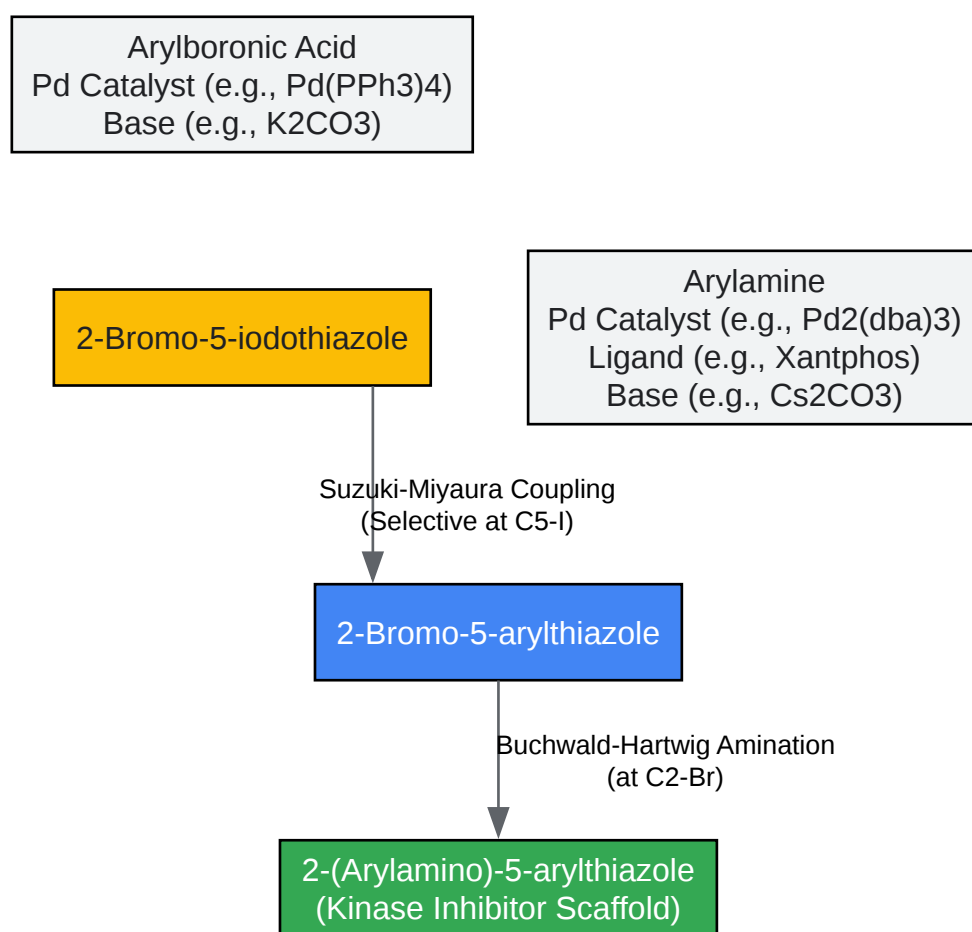 Arylboronic Acid
Pd Catalyst (e.g., Pd(PPh3)4)
Base (e.g., K2CO3)
Arylamine
Pd Catalyst (e.g., Pd2(dba)3)
Ligand (e.g., Xantphos)
Base (e.g., Cs2CO3)
2-Bromo-5-iodothiazole
Suzuki-Miyaura Coupling
(Selective at C5-I)
2-Bromo-5-arylthiazole
Buchwald-Hartwig Amination
(at C2-Br)
2-(Arylamino)-5-arylthiazole
(Kinase Inhibitor Scaffold)